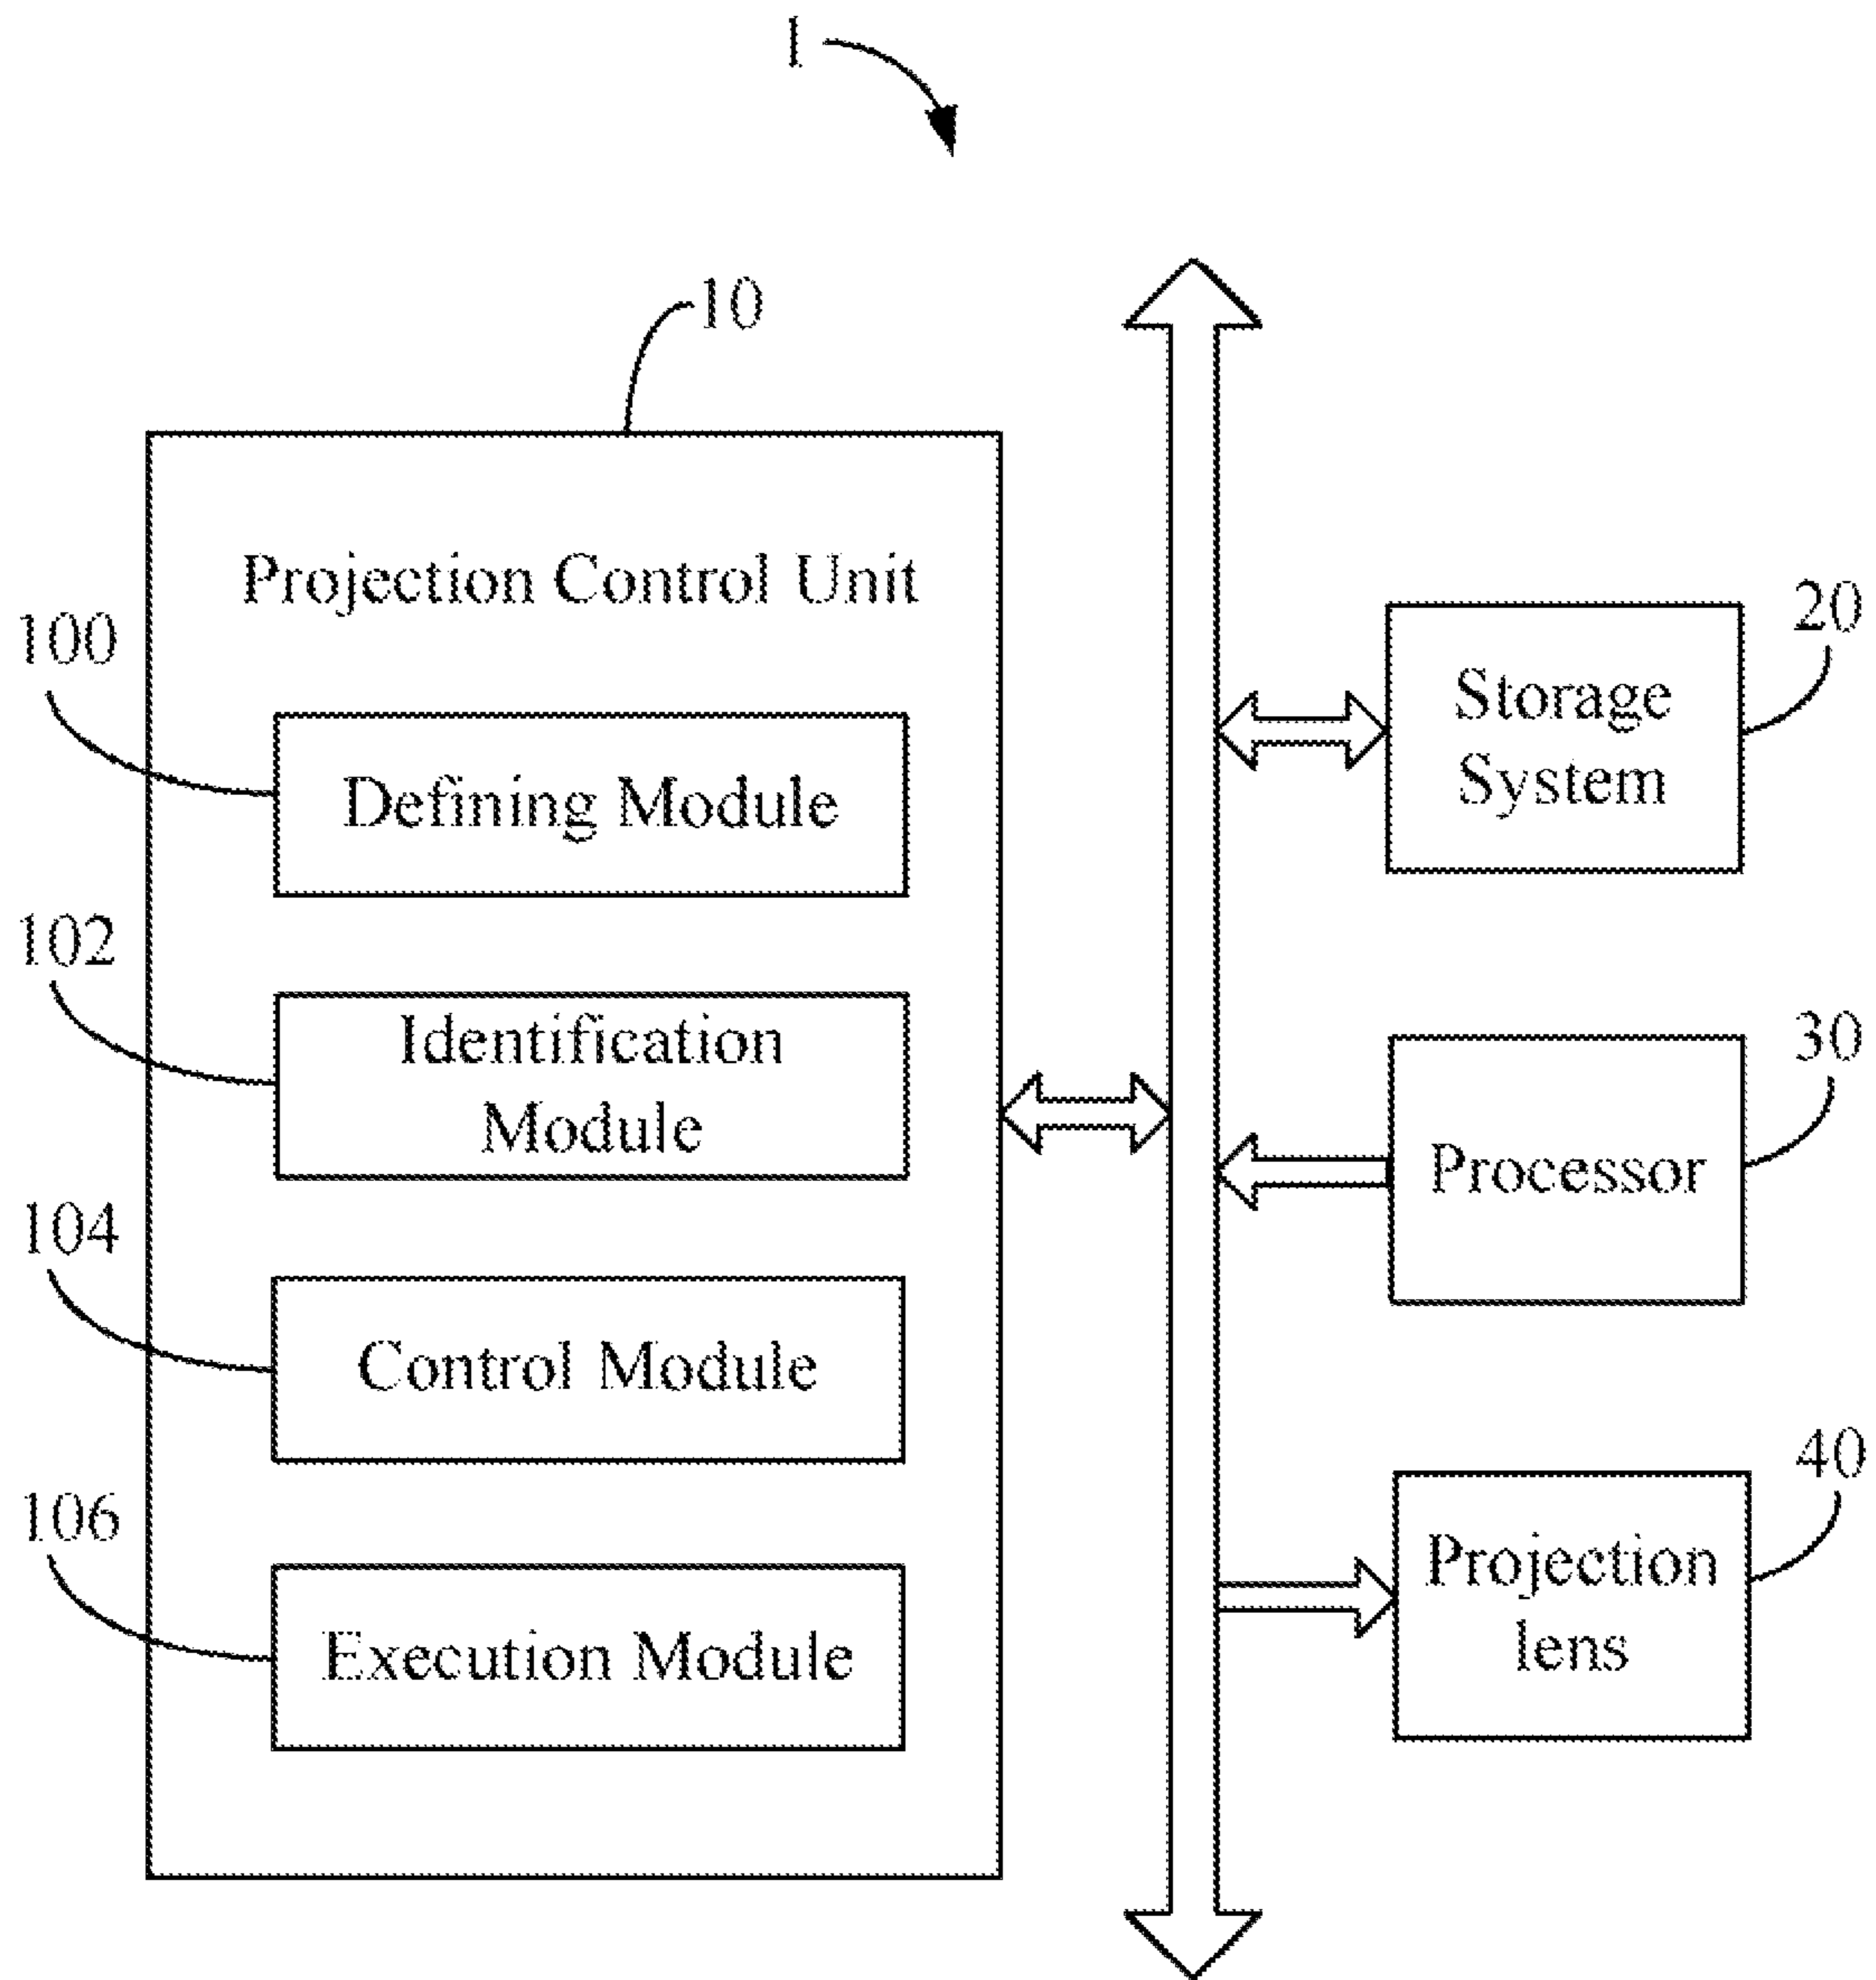 1
10
Projection Control Unit
100
Defining Module
102
Identification
Module
104
Control Module
106
Execution Module
20
Storage
System
30
Processor
40
Projection
lens